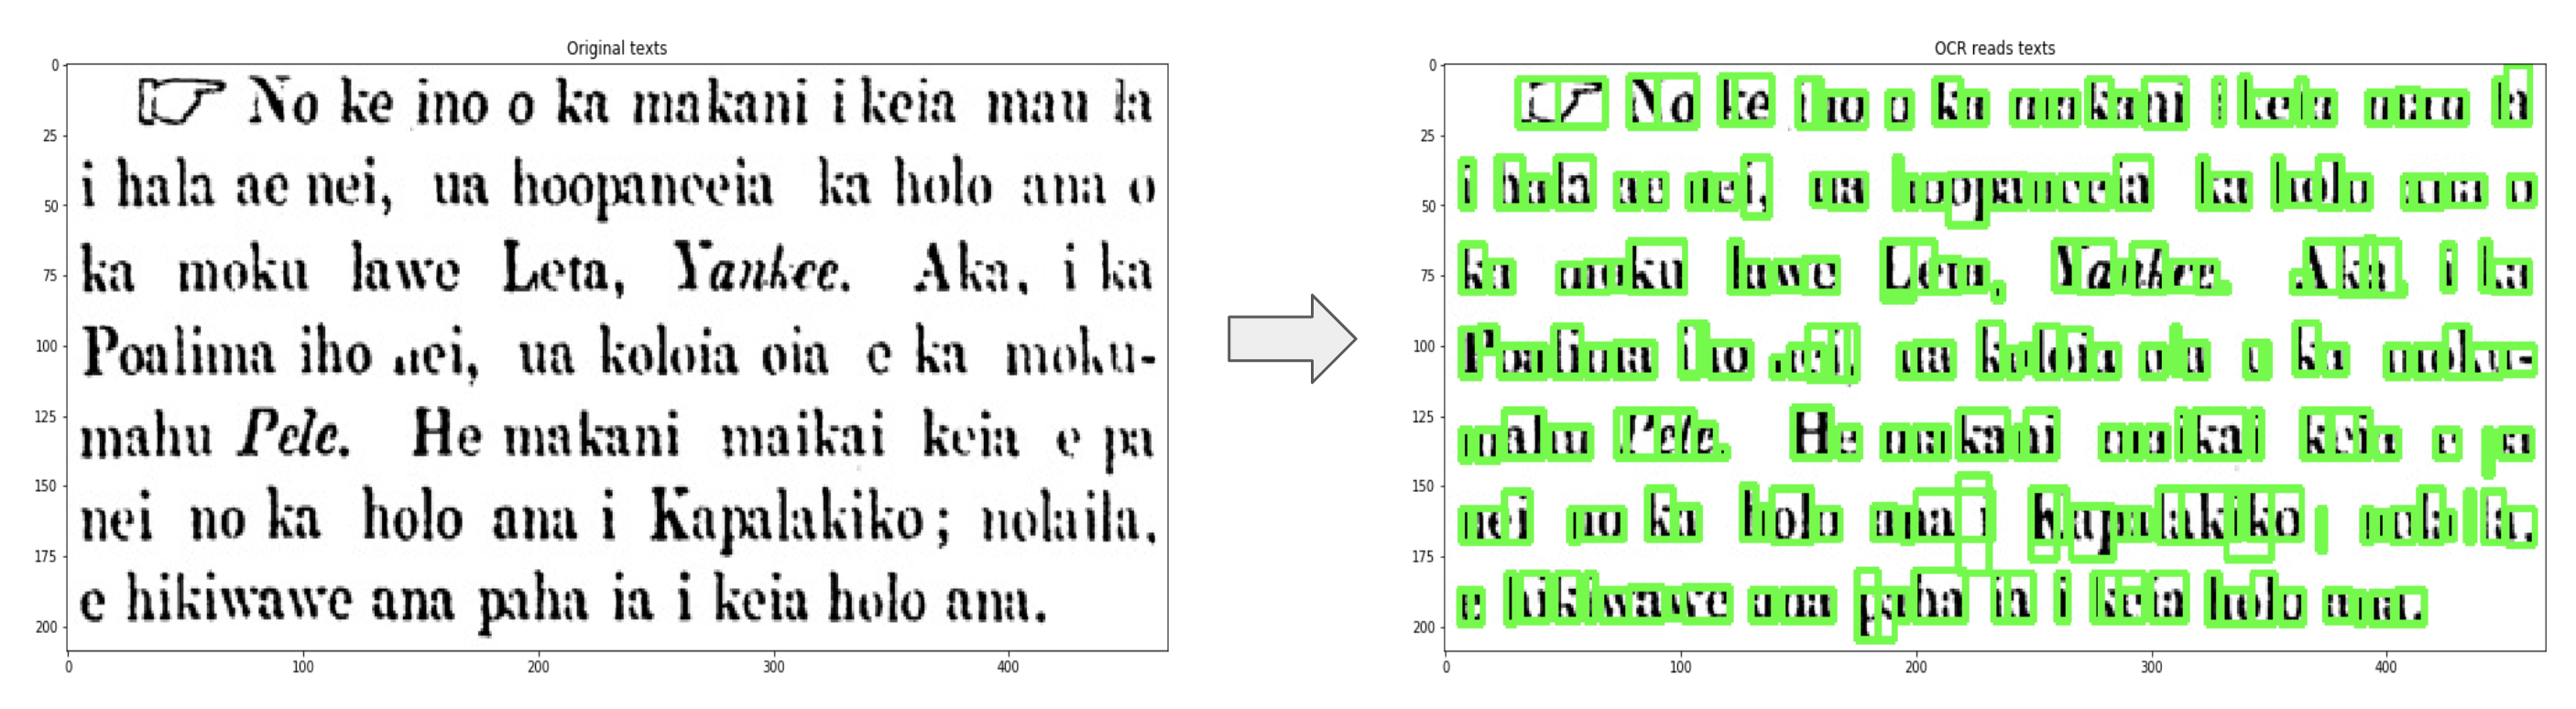 Original texts
0
25
50
75
100
125
150
175
200
☞ No ke ino o ka makani i keia mau la
i hala ae nei, ua hoopaneeia ka holo ana o
ka moku lawe Leta, Yankee. Aka, i ka
Poalima iho nei, ua koloia oia e ka moku-
mahu Pele. He makani maikai keia e pa
nei no ka holo ana i Kapalakiko; nolaila,
e hikiwawe ana paha ia i keia holo ana.
0 100 200 300 400
OCR reads texts
0
25
50
75
100
125
150
175
200
☞ No ke ino o ka makani i keia mau la
i hala ae nei, ua hoopaneeia ka holo ana o
ka moku lawe Leta, Yankee. Aka i ka
Poalima iho nei, ua koloia oia e ka moku-
mahu Pele. He makani maikai keia e pa
nei no ka holo ana i Kapalakiko nolaila,
e hikiwawe ana paha ia i keia holo ana.
0 100 200 300 400